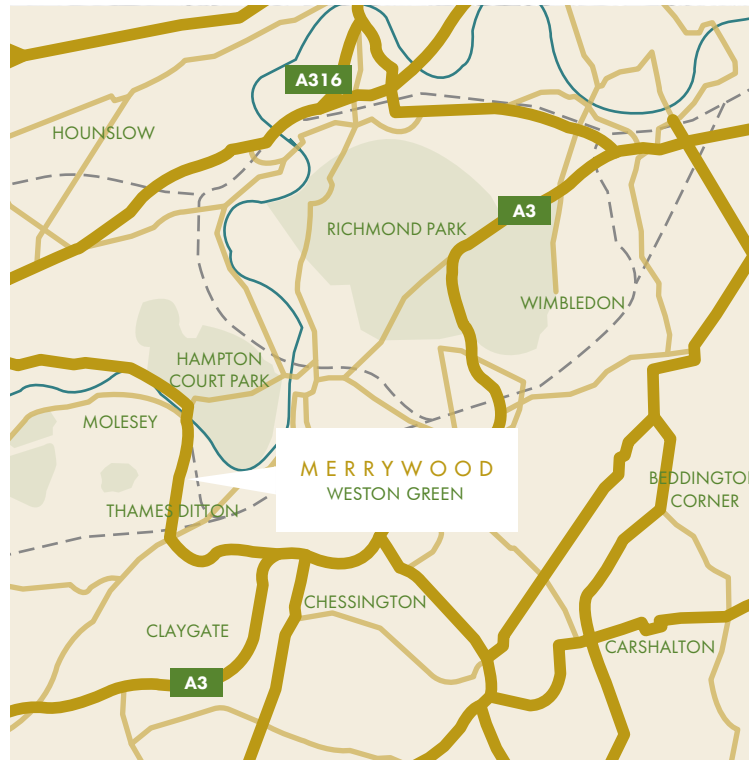 A316
HOUNSLOW
A3
RICHMOND PARK
WIMBLEDON
HAMPTON
COURT PARK
MOLESEY
MERRYWOOD
WESTON GREEN
BEDDINGTON
CORNER
THAMES DITTON
CHESSINGTON
CLAYGATE
CARSHALTON
A3